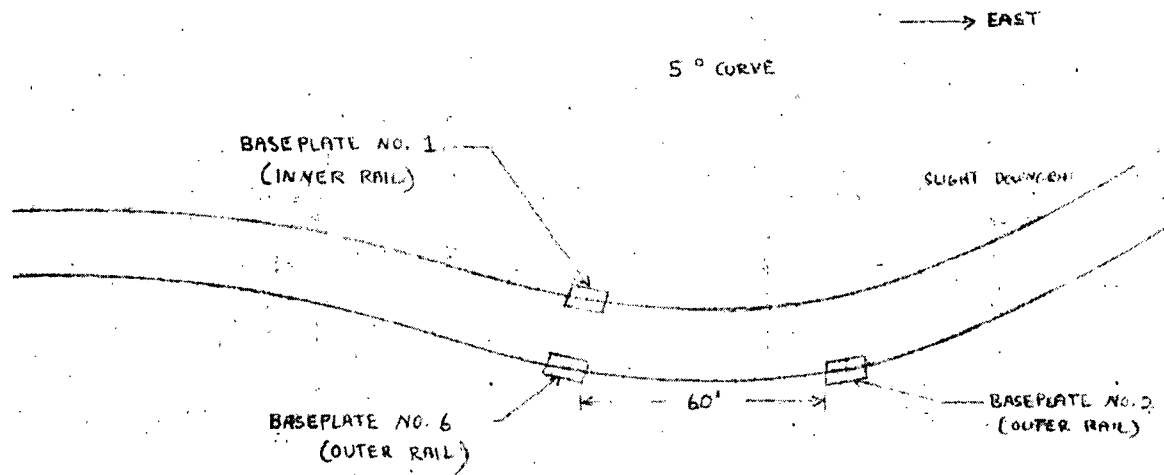 → EAST
5° CURVE
BASEPLATE NO. 1
(INNER RAIL)
SLIGHT
60'
BASEPLATE NO. 6
(OUTER RAIL)
BASEPLATE NO. 2
(OUTER RAIL)